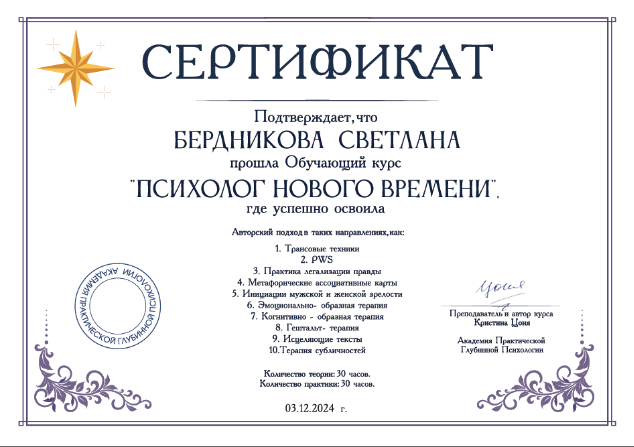 СЕРТИФИКАТ
Подтверждает, что
БЕРДНИКОВА СВЕТЛАНА
прошла Обучающий курс
"ПСИХОЛОГ НОВОГО ВРЕМЕНИ",
где успешно освоила
Авторский подход в таких направлениях, как:
1. Трансовые техники
2. PWS
3. Практика легализации правды
4. Метафорические ассоциативные карты
5. Инициации мужской и женской зрелости
6. Эмоционально- образная терапия
7. Когнитивно - образная терапия
8. Гештальт- терапия
9. Исцеляющие тексты
10.Терапия субличностей
Количество теории: 30 часов.
Количество практики: 30 часов.
03.12.2024 г.
АКАДЕМИЯ ПРАКТИЧЕСКОЙ ГЛУБИННОЙ ПСИХОЛОГИИ
Цоня
Преподаватель и автор курса
Кристина Цоня
Академия Практической
Глубинной Психологии